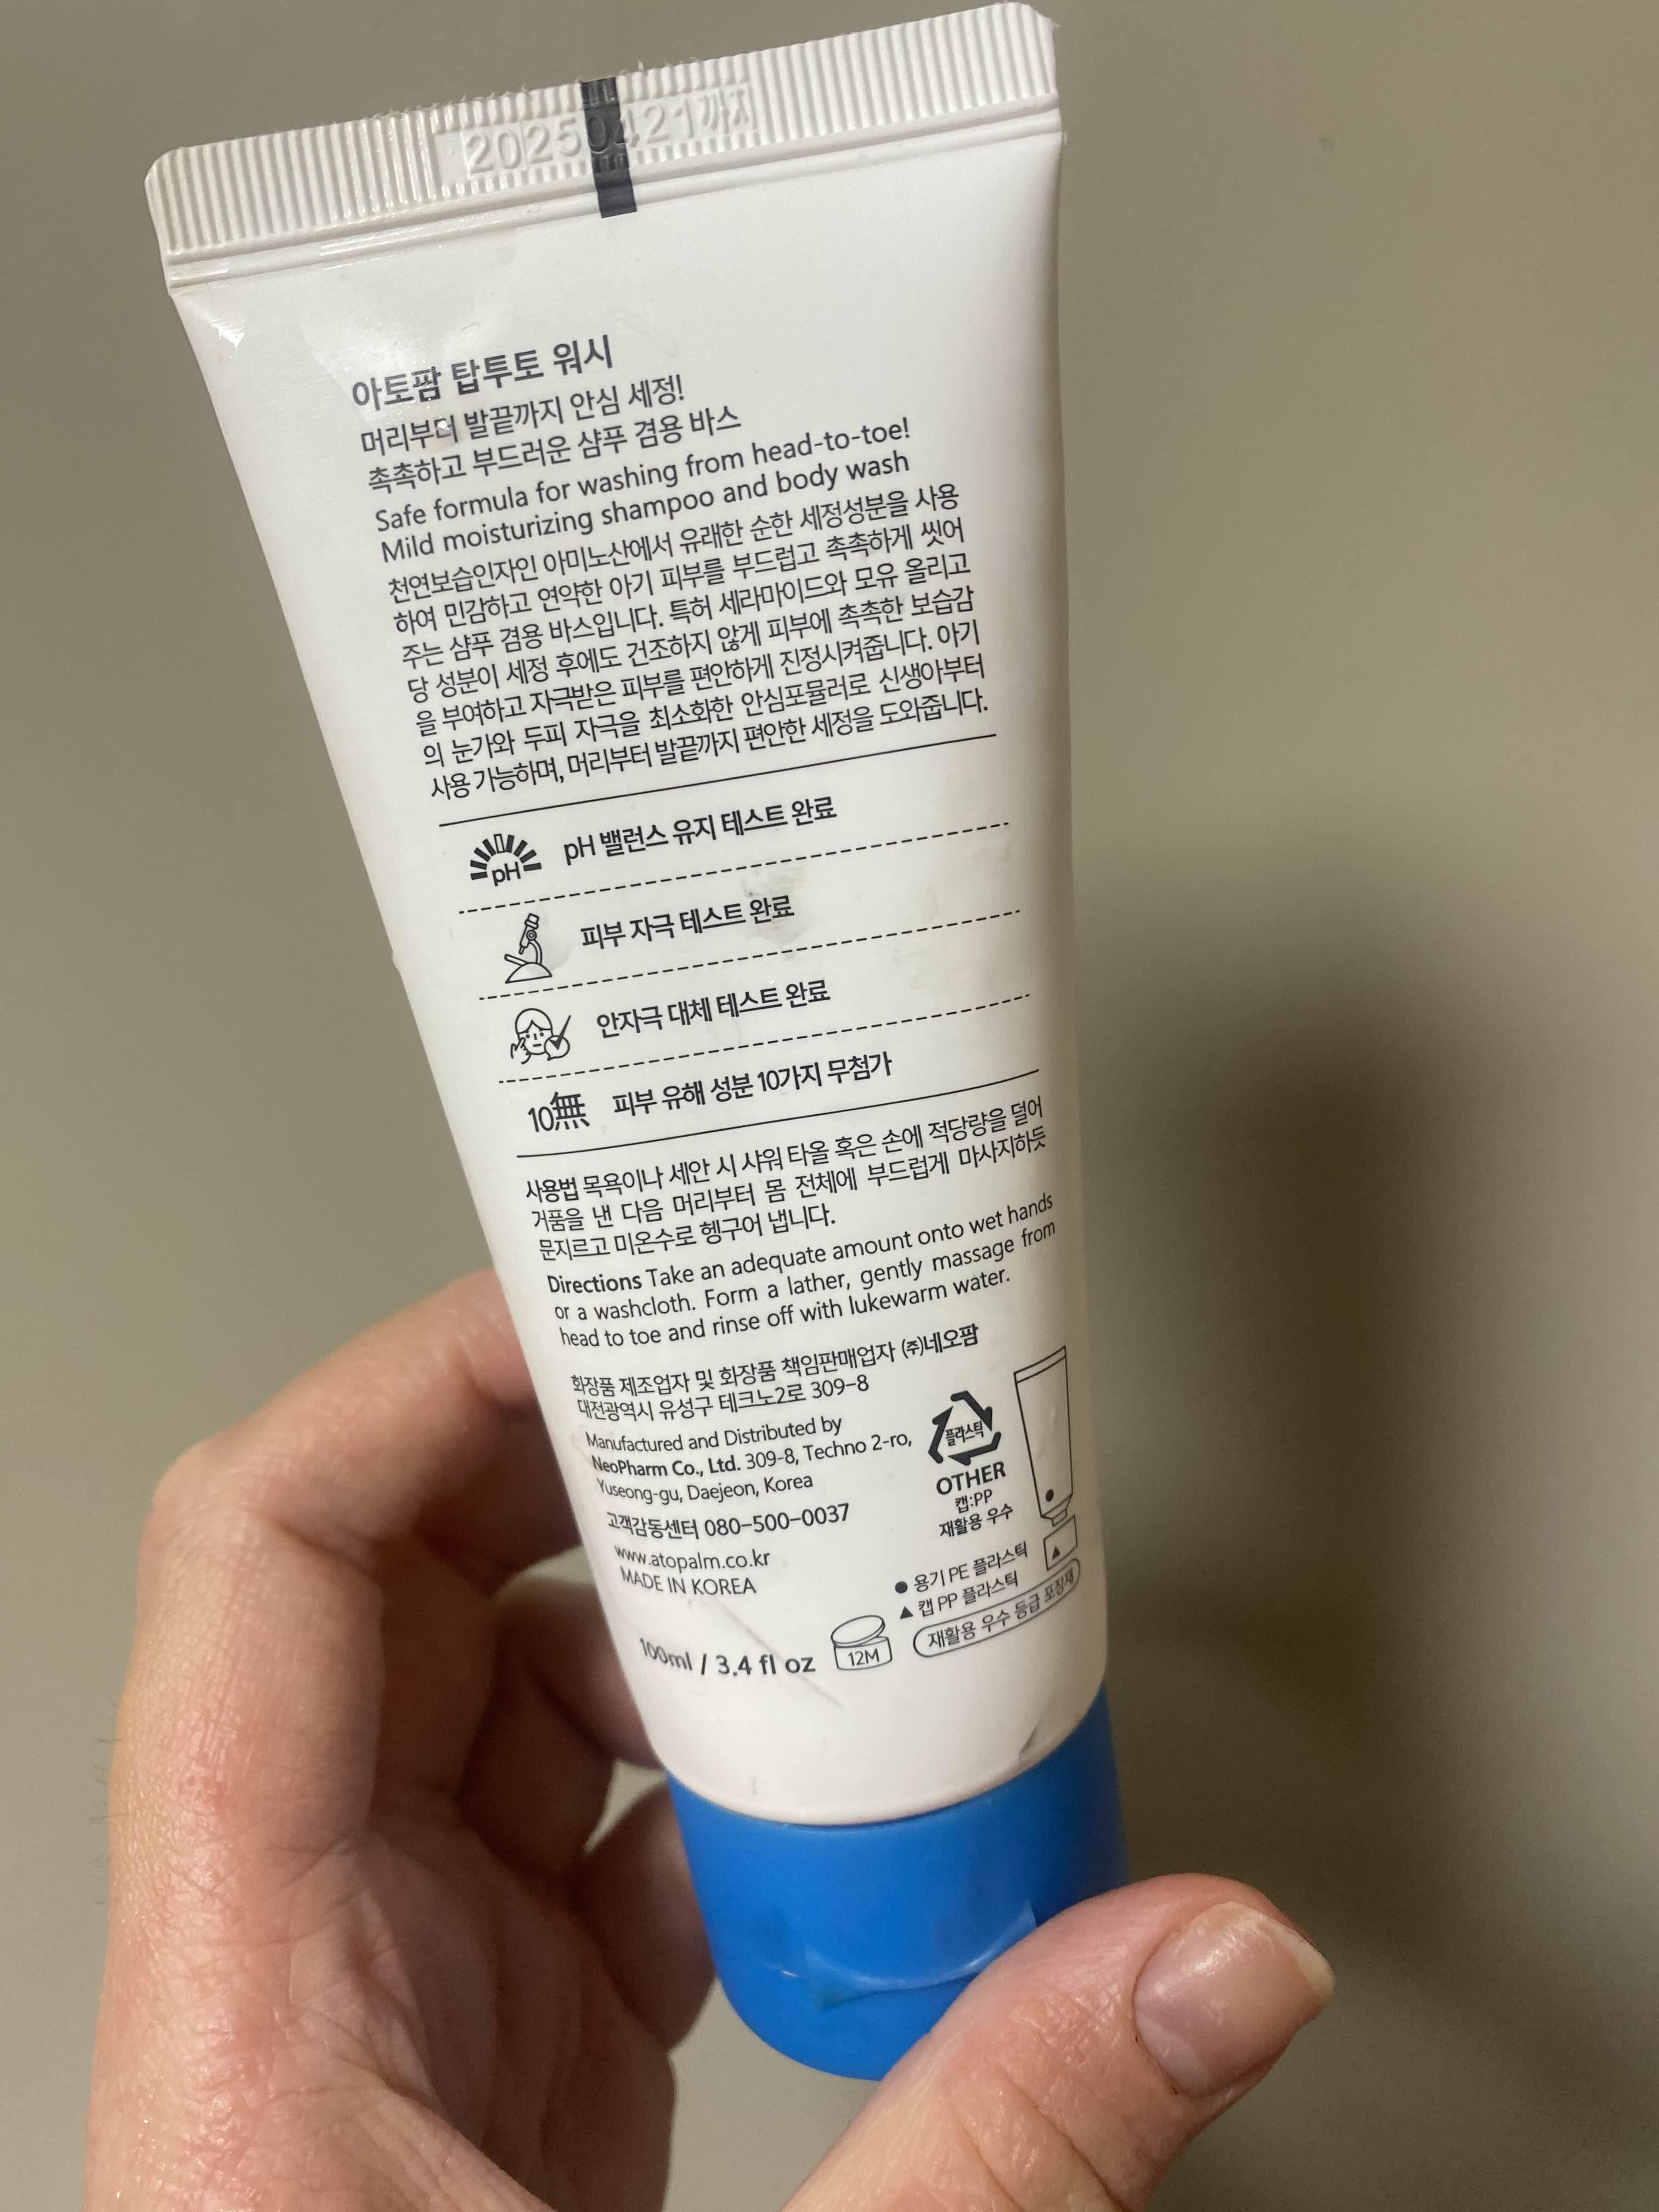 20250421까지
아토팜 탑투토 워시
머리부터 발끝까지 안심 세정!
촉촉하고 부드러운 샴푸 겸용 바스
Safe formula for washing from head-to-toe!
Mild moisturizing shampoo and body wash
천연보습인자인 아미노산에서 유래한 순한 세정성분을 사용
하여 민감하고 연약한 아기 피부를 부드럽고 촉촉하게 씻어
주는 샴푸 겸용 바스입니다. 특허 세라마이드와 모유 올리고
당 성분이 세정 후에도 건조하지 않게 피부에 촉촉한 보습감
을 부여하고 자극받은 피부를 편안하게 진정시켜줍니다. 아기
의 눈가와 두피 자극을 최소화한 안심포뮬러로 신생아부터
사용 가능하며, 머리부터 발끝까지 편안한 세정을 도와줍니다.
pH
pH 밸런스 유지 테스트 완료
피부 자극 테스트 완료
안자극 대체 테스트 완료
10無 피부 유해 성분 10가지 무첨가
사용법 목욕이나 세안 시 샤워 타올 혹은 손에 적당량을 덜어
거품을 낸 다음 머리부터 몸 전체에 부드럽게 마사지하듯
문지르고 미온수로 헹구어 냅니다.
Directions Take an adequate amount onto wet hands
or a washcloth. Form a lather, gently massage from
head to toe and rinse off with lukewarm water.
화장품 제조업자 및 화장품 책임판매업자 ㈜네오팜
대전광역시 유성구 테크노2로 309-8
Manufactured and Distributed by
NeoPharm Co., Ltd. 309-8, Techno 2-ro,
Yuseong-gu, Daejeon, Korea
고객감동센터 080-500-0037
www.atopalm.co.kr
MADE IN KOREA
플라스틱
OTHER
캡:PP
재활용 우수
● 용기 PE 플라스틱
▲ 캡 PP 플라스틱
재활용 우수 등급 포장재
100ml / 3.4 fl oz
12M